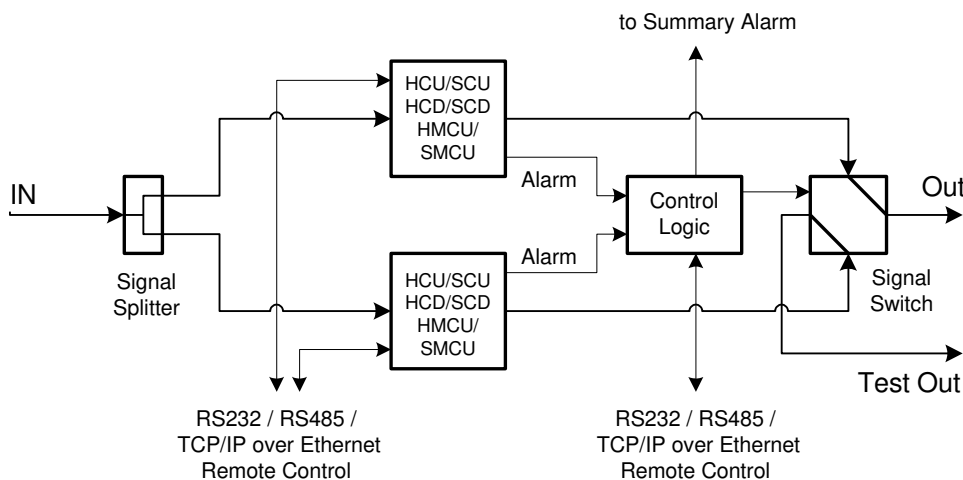 to Summary Alarm
HCU/SCU
HCD/SCD
HMCU/
SMCU
Alarm
IN
Control
Logic
Out
Signal
Splitter
Alarm
HCU/SCU
HCD/SCD
HMCU/
SMCU
Signal
Switch
Test Out
RS232 / RS485 /
TCP/IP over Ethernet
Remote Control
RS232 / RS485 /
TCP/IP over Ethernet
Remote Control